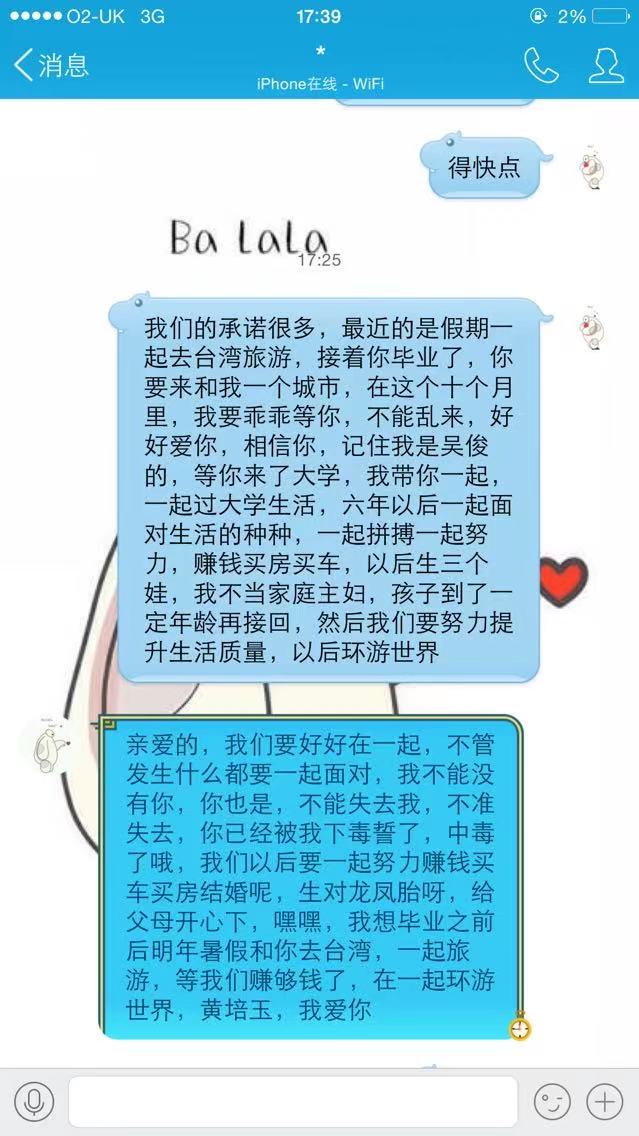 O2-UK 3G 17:39 2%
消息
*
iPhone在线 - WiFi
得快点
Ba LaLa
17:25
我们的承诺很多，最近的是假期一
起去台湾旅游，接着你毕业了，你
要来和我一个城市，在这个十个月
里，我要乖乖等你，不能乱来，好
好爱你，相信你，记住我是吴俊
的，等你来了大学，我带你一起，
一起过大学生活，六年以后一起面
对生活的种种，一起拼搏一起努
力，赚钱买房买车，以后生三个
娃，我不当家庭主妇，孩子到了一
定年龄再接回，然后我们要努力提
升生活质量，以后环游世界
亲爱的，我们要好好在一起，不管
发生什么都要一起面对，我不能没
有你，你也是，不能失去我，不准
失去，你已经被我下毒誓了，中毒
了哦，我们以后要一起努力赚钱买
车买房结婚呢，生对龙凤胎呀，给
父母开心下，嘿嘿，我想毕业之前
后明年暑假和你去台湾，一起旅
游，等我们赚够钱了，在一起环游
世界，黄培玉，我爱你